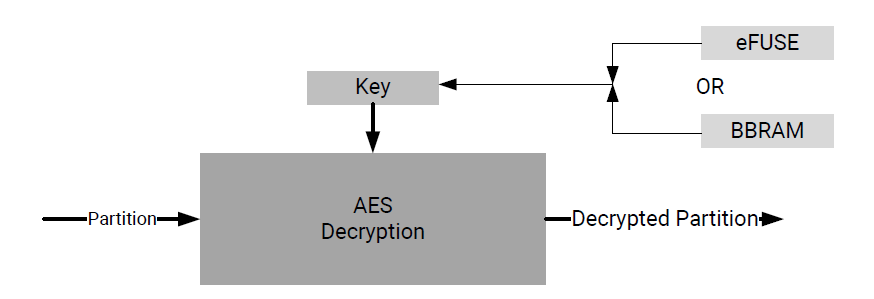 eFUSE
Key
OR
BBRAM
AES
Decryption
Partition
Decrypted Partition